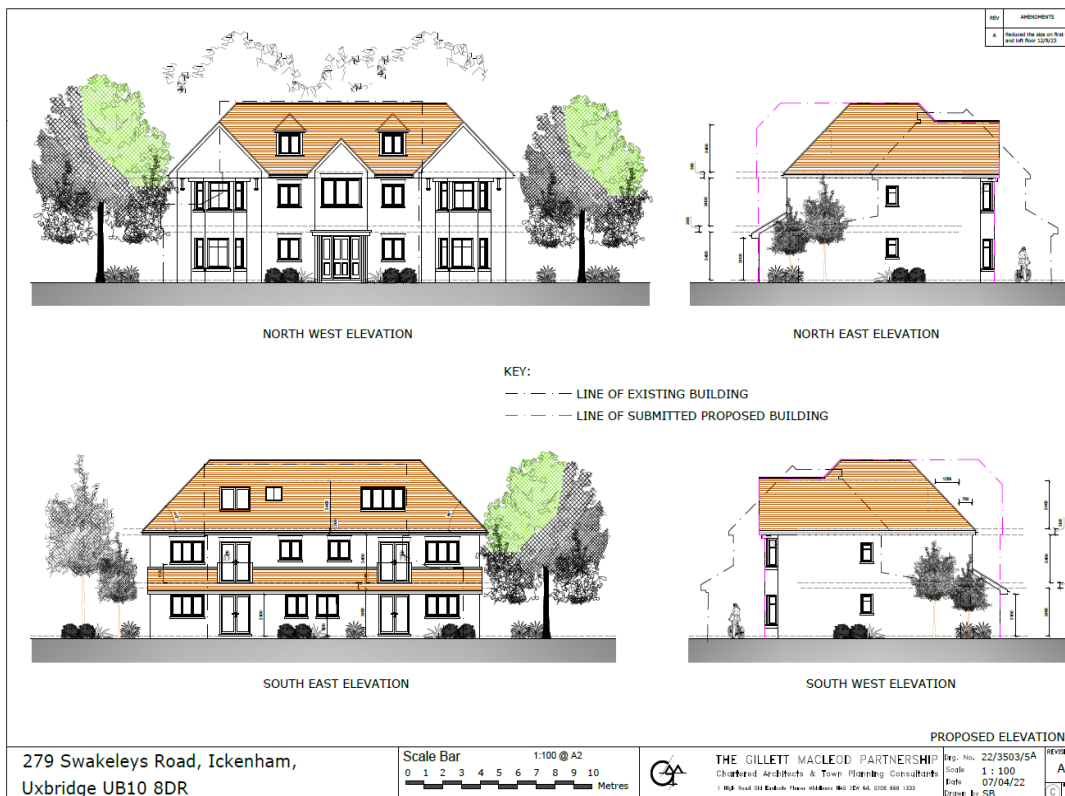 REV AMENDMENTS
A Reduced the size on first
and loft floor 12/9/23
NORTH WEST ELEVATION
NORTH EAST ELEVATION
KEY:
LINE OF EXISTING BUILDING
LINE OF SUBMITTED PROPOSED BUILDING
SOUTH EAST ELEVATION
SOUTH WEST ELEVATION
PROPOSED ELEVATION
279 Swakeleys Road, Ickenham,
Uxbridge UB10 8DR
Scale Bar 1:100 @ A2
0 1 2 3 4 5 6 7 8 9 10
Metres
THE GILLETT MACLEOD PARTNERSHIP
Chartered Architects & Town Planning Consultants
Drg. No. 22/3503/5A
Scale 1 : 100
Date 07/04/22
Drawn by SB
A
C